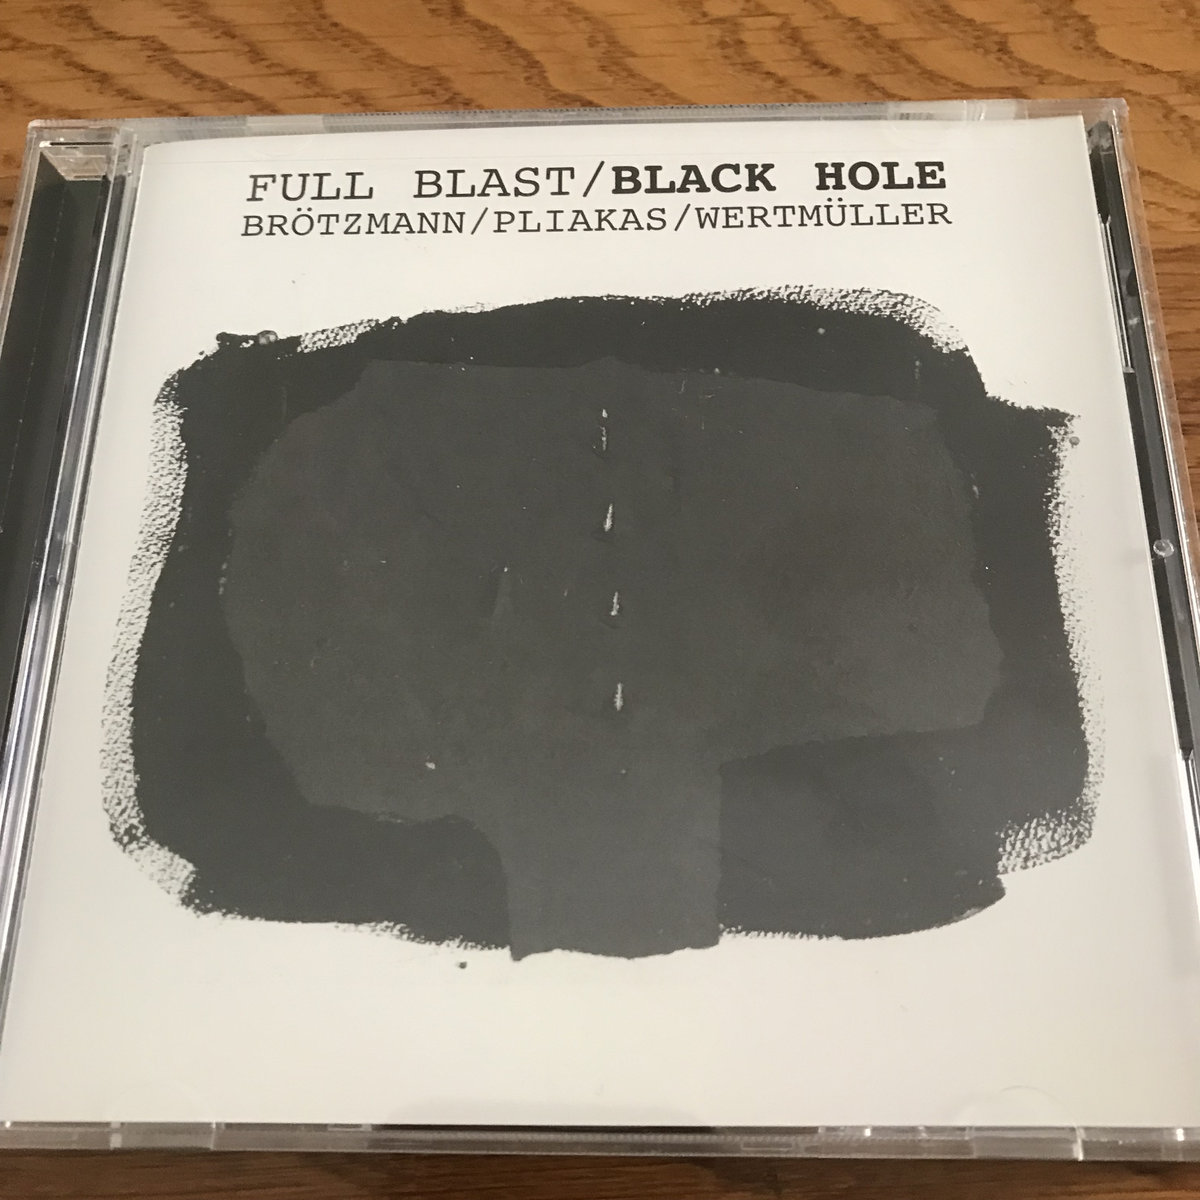 FULL BLAST/BLACK HOLE
BRÖTZMANN/PLIAKAS/WERTMÜLLER